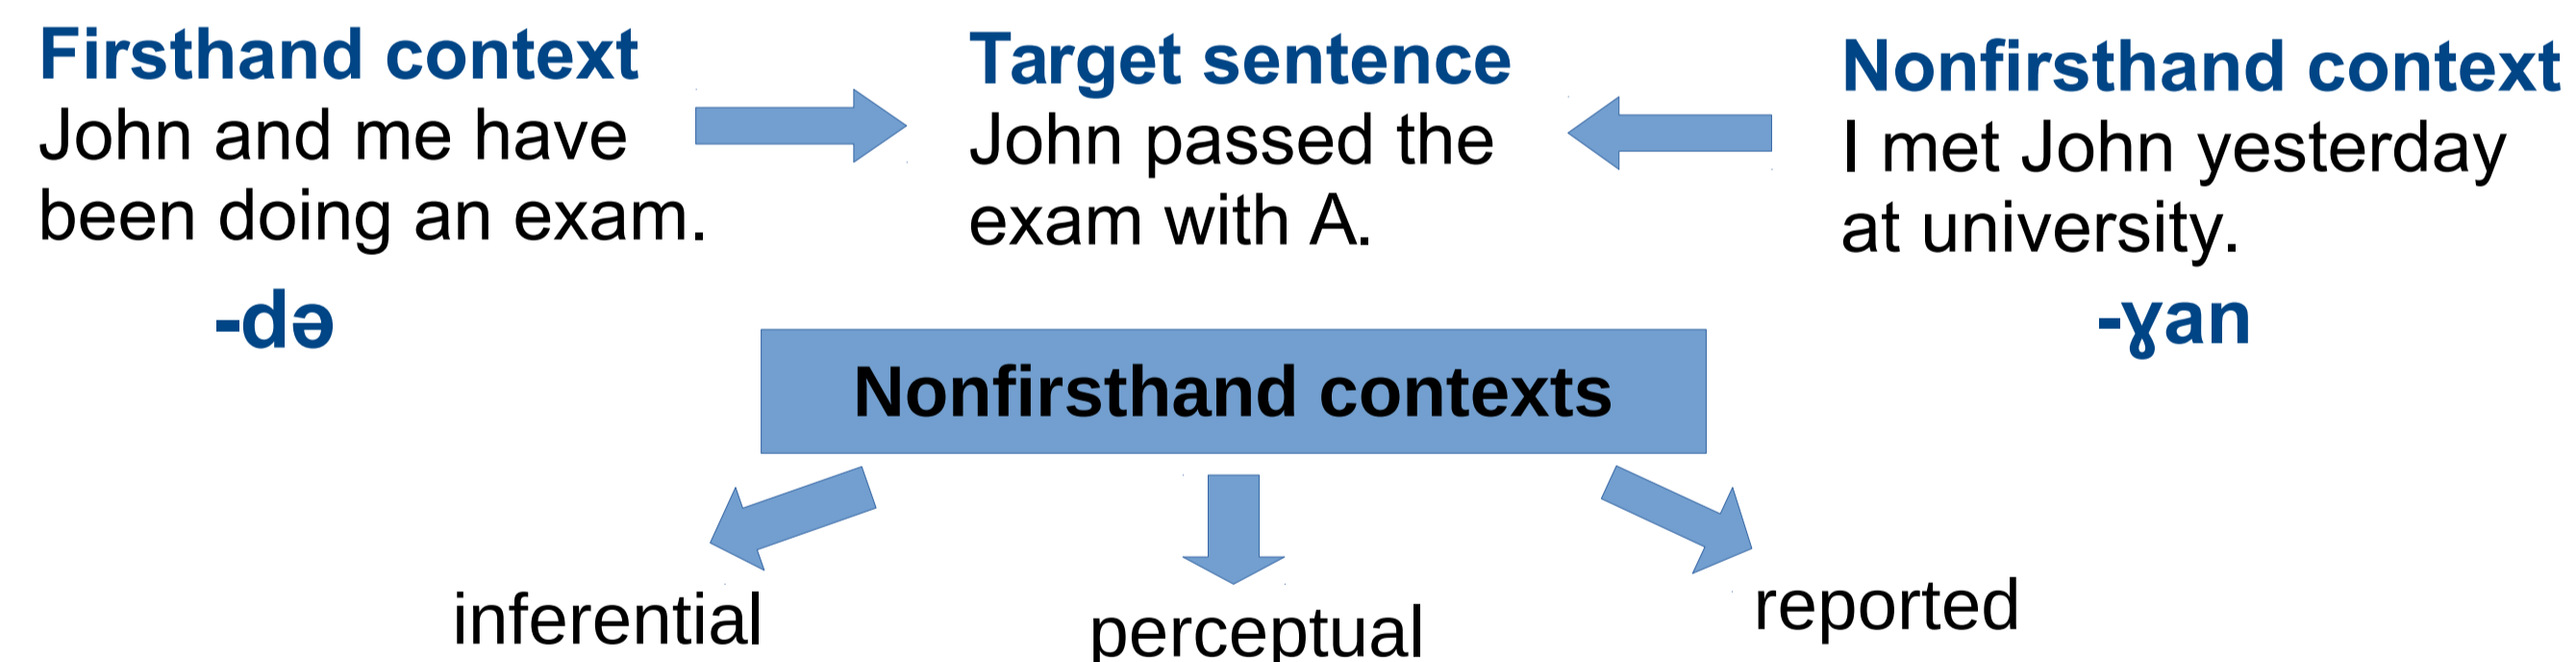 Firsthand context
John and me have
been doing an exam.
-də
Target sentence
John passed the
exam with A.
Nonfirsthand context
I met John yesterday
at university.
-ɣan
Nonfirsthand contexts
inferential
perceptual
reported